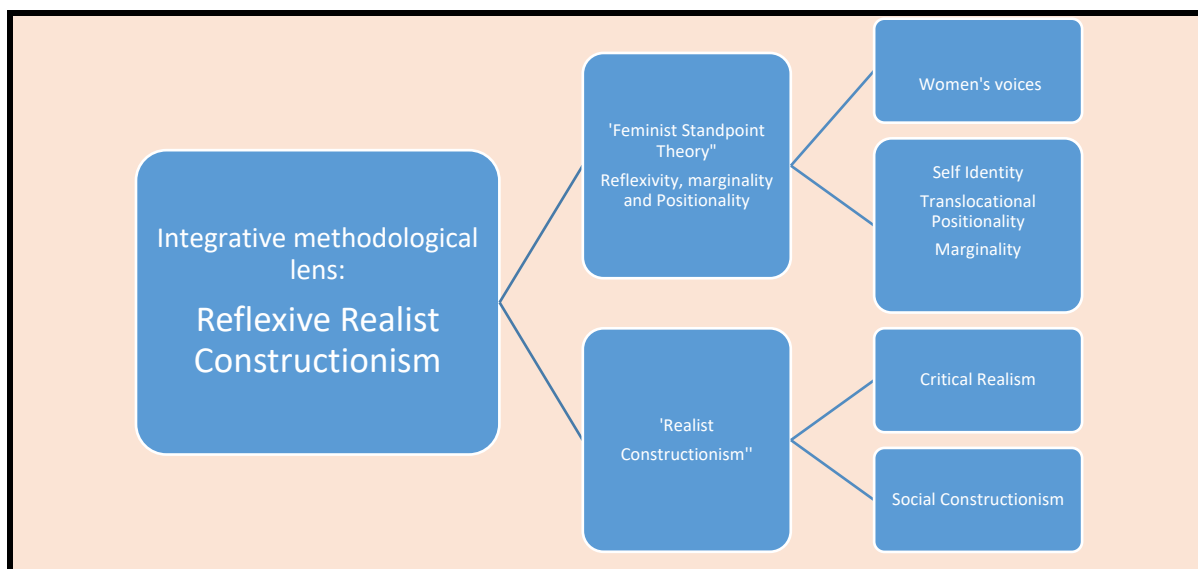 Integrative methodological
lens:
Reflexive Realist
Constructionism
'Feminist Standpoint
Theory"
Reflexivity, marginality
and Positionality
Women's voices
Self Identity
Translocational
Positionality
Marginality
'Realist
Constructionism''
Critical Realism
Social Constructionism